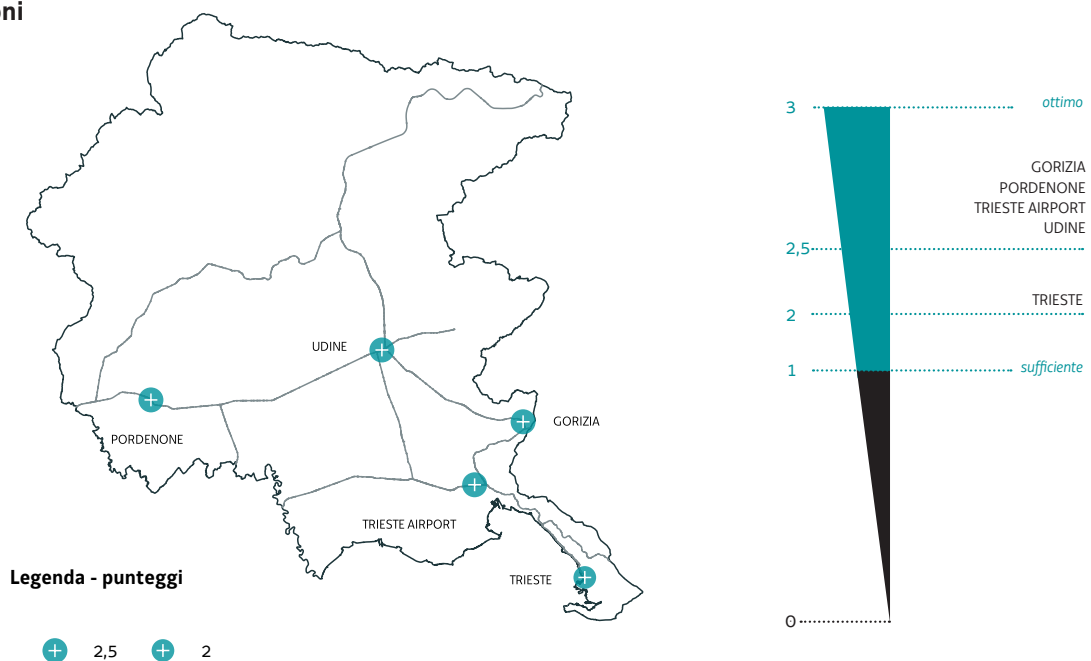 oni
UDINE
PORDENONE
GORIZIA
TRIESTE AIRPORT
TRIESTE
Legenda - punteggi
2,5 2
3 ottimo
GORIZIA
PORDENONE
TRIESTE AIRPORT
UDINE
2,5
TRIESTE
2
1 sufficiente
0